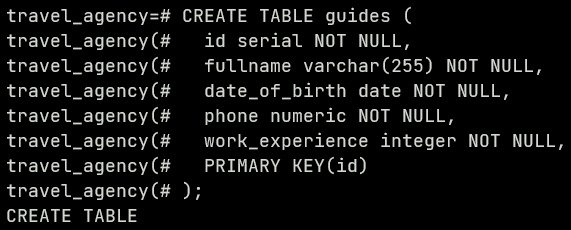 travel_agency=# CREATE TABLE guides (
travel_agency(#   id serial NOT NULL,
travel_agency(#   fullname varchar(255) NOT NULL,
travel_agency(#   date_of_birth date NOT NULL,
travel_agency(#   phone numeric NOT NULL,
travel_agency(#   work_experience integer NOT NULL,
travel_agency(#   PRIMARY KEY(id)
travel_agency(# );
CREATE TABLE